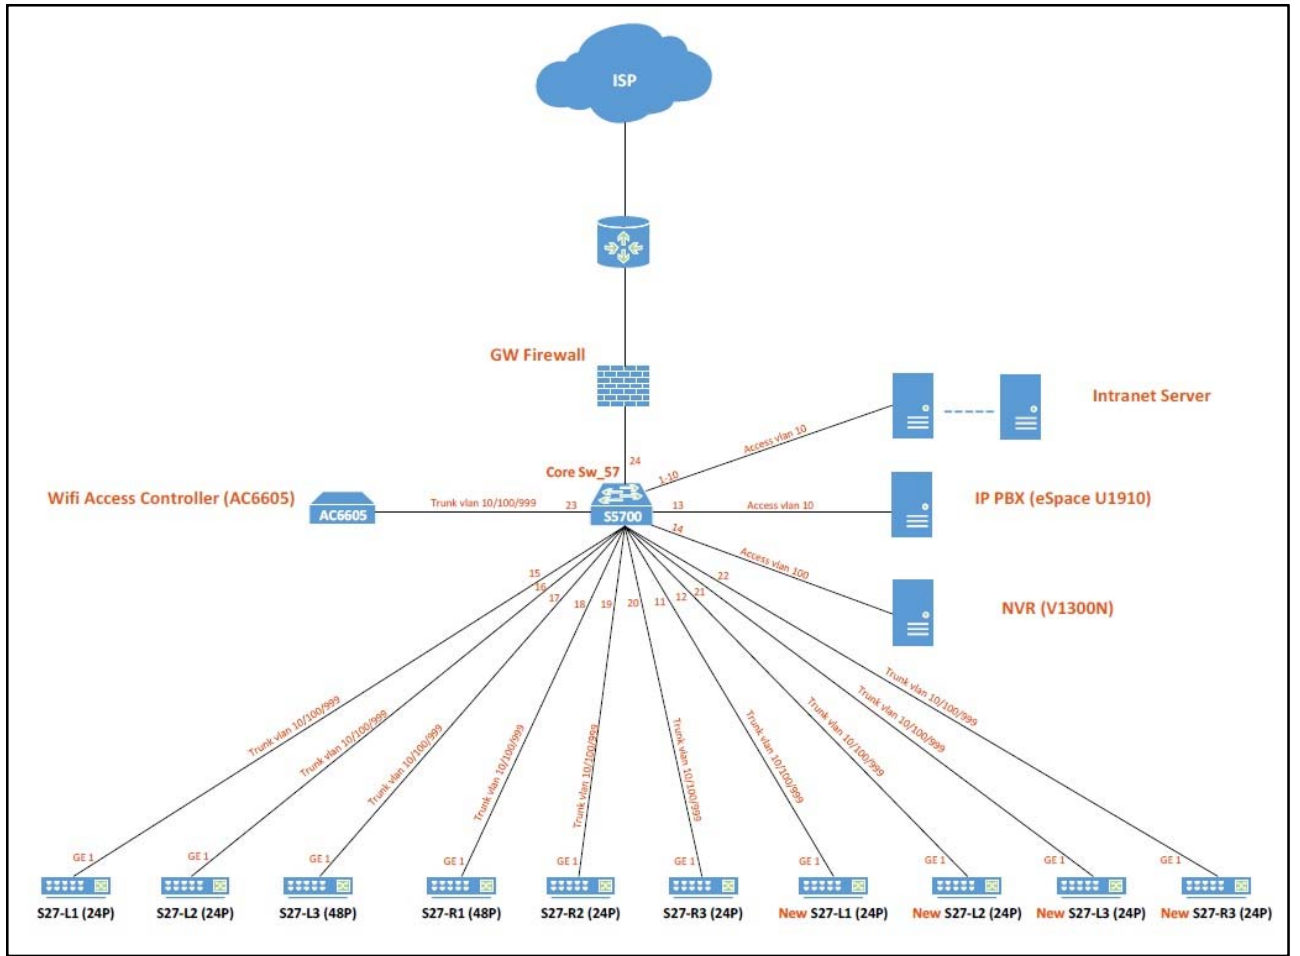 ISP
GW Firewall
Intranet Server
Access vlan 10
24
1-10
Core Sw_57
Wifi Access Controller (AC6605)
AC6605
Trunk vlan 10/100/999
23
S5700
13
Access vlan 10
IP PBX (eSpace U1910)
14
Access vlan 100
NVR (V1300N)
15
16
17
18
19
20
11
12
21
22
Trunk vlan 10/100/999
Trunk vlan 10/100/999
Trunk vlan 10/100/999
Trunk vlan 10/100/999
Trunk vlan 10/100/999
Trunk vlan 10/100/999
Trunk vlan 10/100/999
Trunk vlan 10/100/999
Trunk vlan 10/100/999
Trunk vlan 10/100/999
GE 1
GE 1
GE 1
GE 1
GE 1
GE 1
GE 1
GE 1
GE 1
GE 1
S27-L1 (24P)
S27-L2 (24P)
S27-L3 (48P)
S27-R1 (48P)
S27-R2 (24P)
S27-R3 (24P)
New S27-L1 (24P)
New S27-L2 (24P)
New S27-L3 (24P)
New S27-R3 (24P)